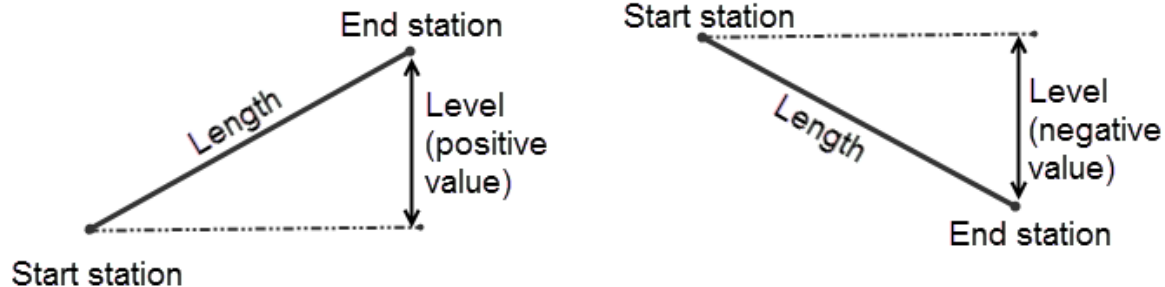 End station
Length
Level
(positive
value)
Start station
Start station
Length
Level
(negative
value)
End station